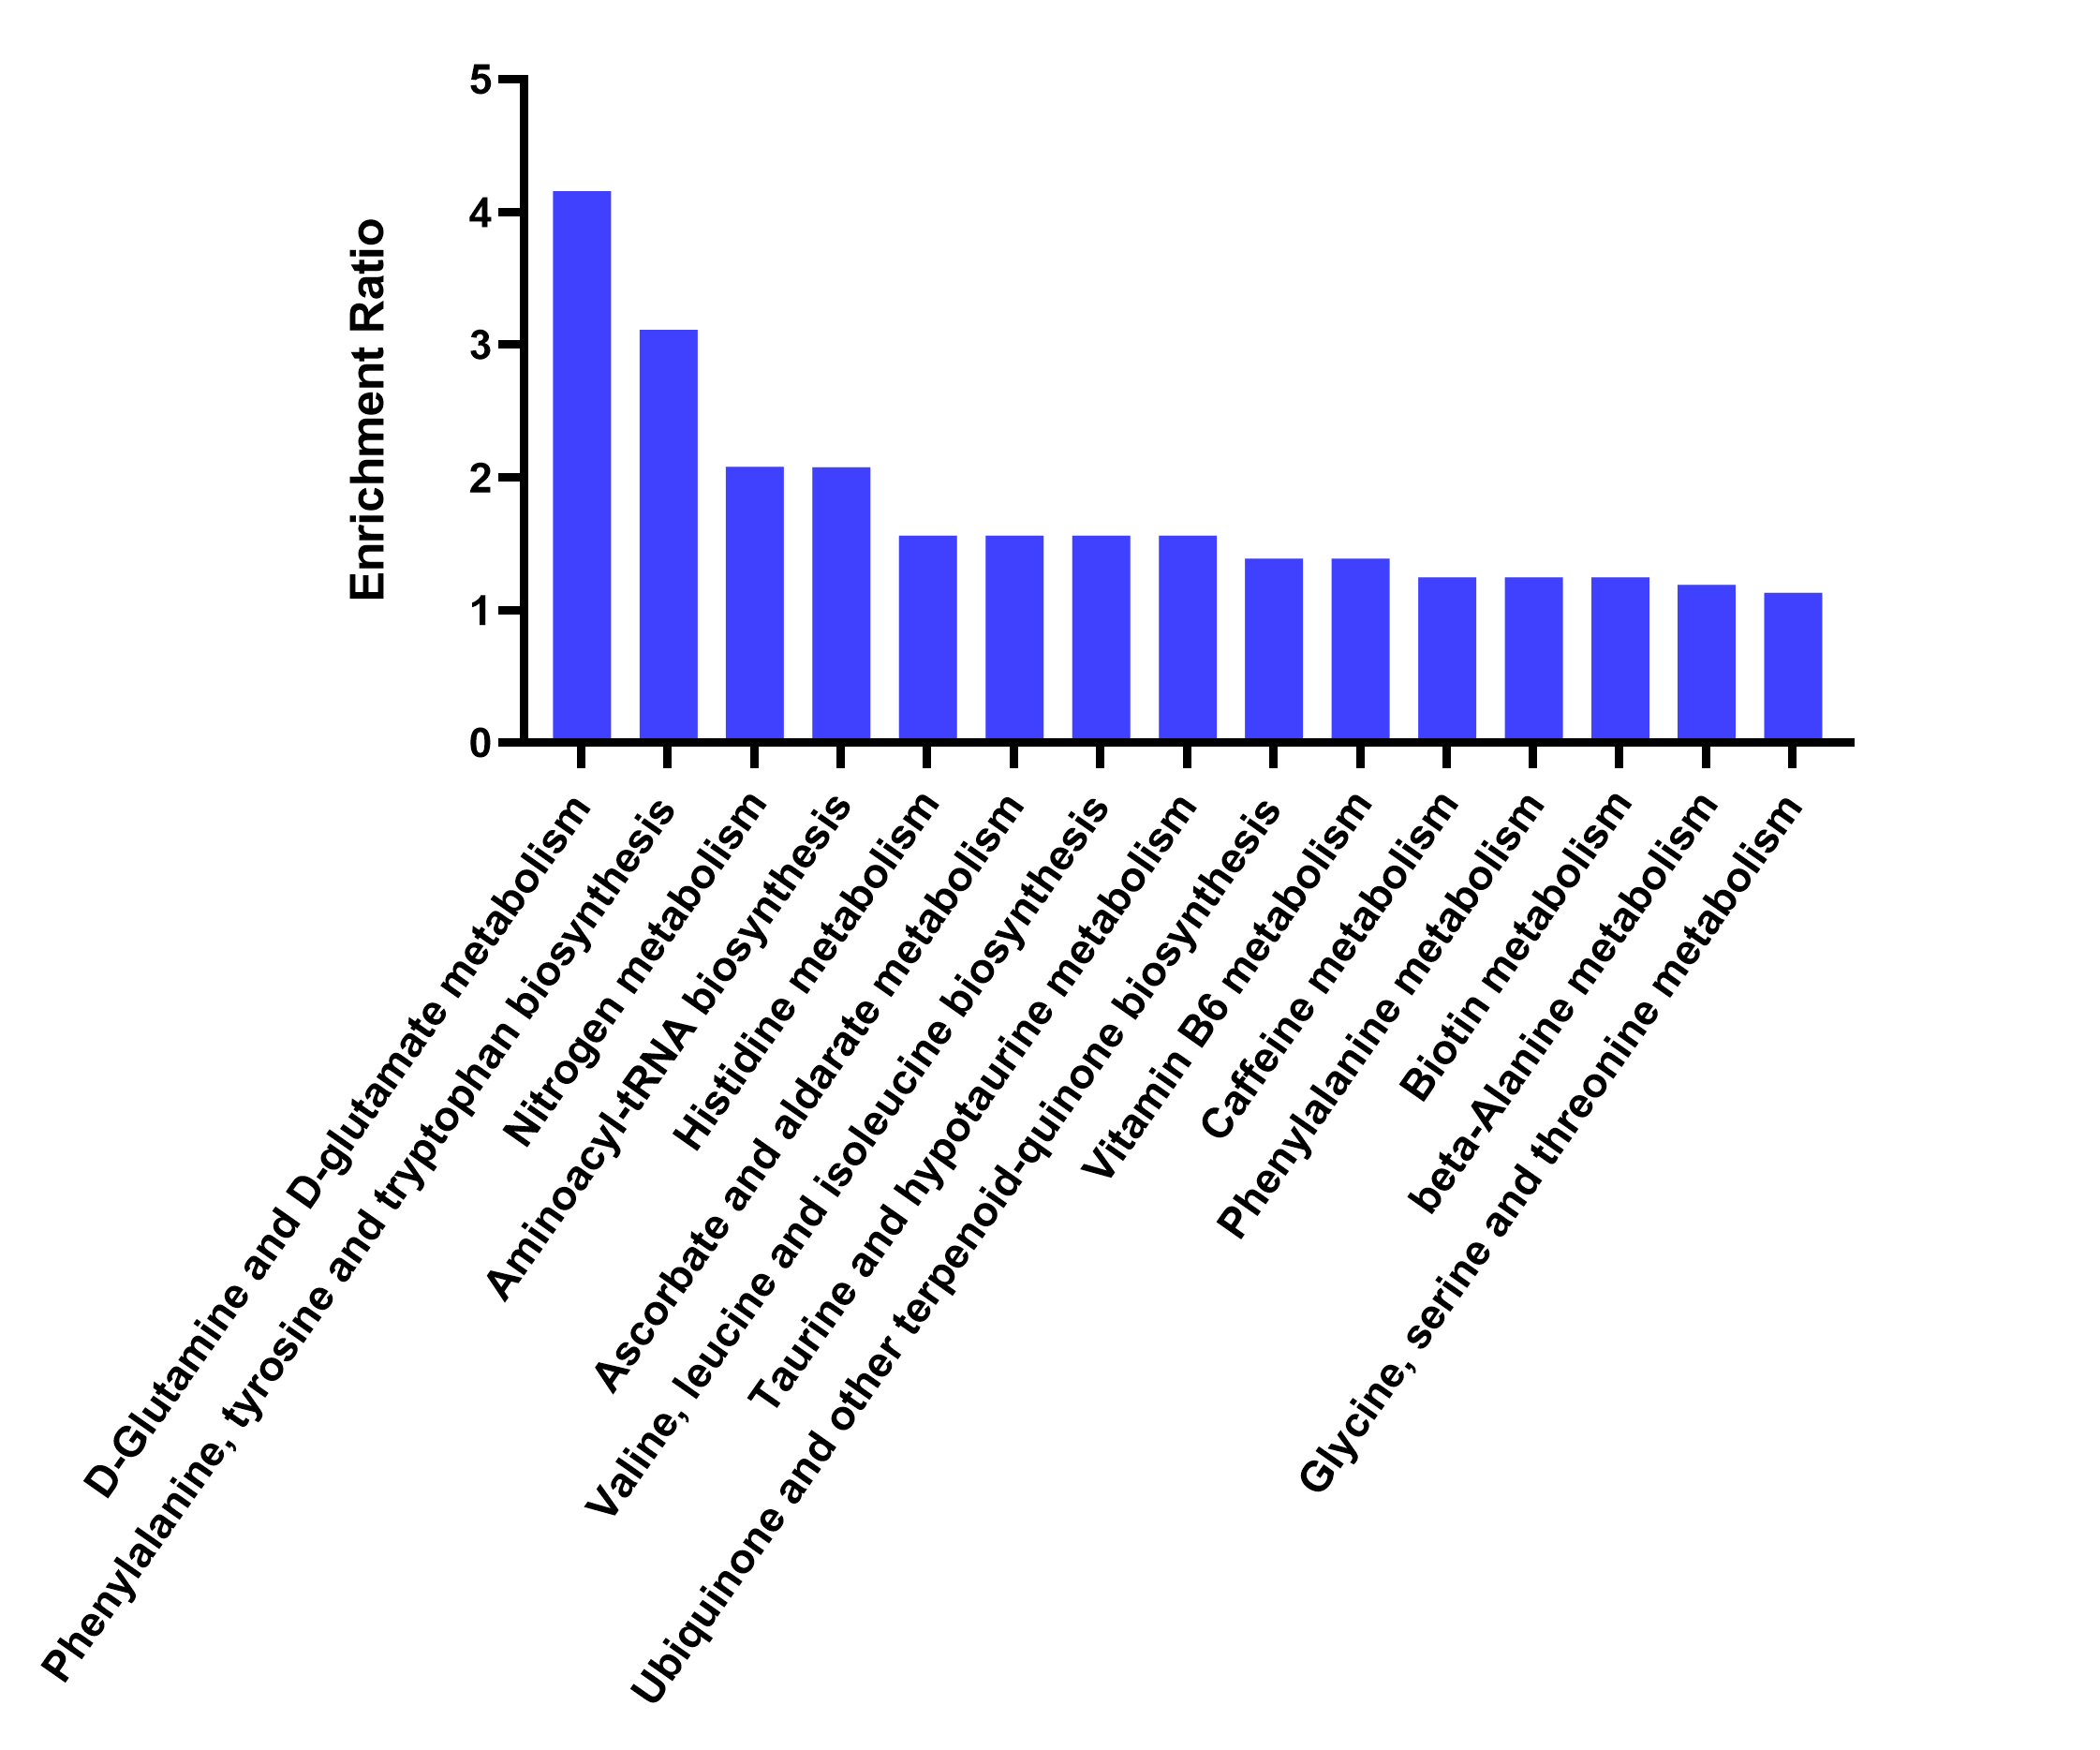 Enrichment Ratio
5
4
3
2
1
0
D-Glutamine and D-glutamate metabolism
Phenylalanine, tyrosine and tryptophan biosynthesis
Nitrogen metabolism
Aminoacyl-tRNA biosynthesis
Histidine metabolism
Ascorbate and aldarate metabolism
Valine, leucine and isoleucine biosynthesis
Taurine and hypotaurine metabolism
Ubiquinone and other terpenoid-quinone biosynthesis
Vitamin B6 metabolism
Caffeine metabolism
Phenylalanine metabolism
Biotin metabolism
beta-Alanine metabolism
Glycine, serine and threonine metabolism